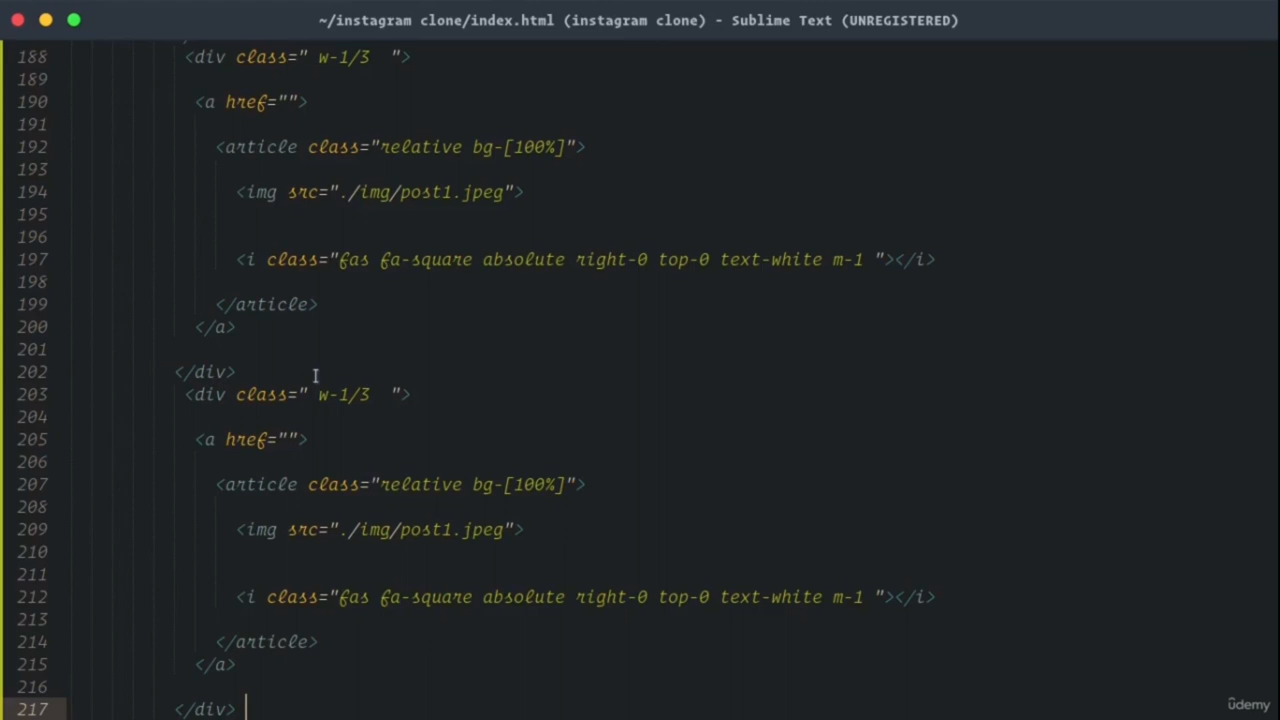 ~/instagram clone/index.html (instagram clone) - Sublime Text (UNREGISTERED)
188 <div class=" w-1/3  ">
189
190 <a href="">
191
192 <article class="relative bg-[100%]">
193
194 <img src="./img/post1.jpeg">
195
196
197 <i class="fas fa-square absolute right-0 top-0 text-white m-1 "></i>
198
199 </article>
200 </a>
201
202 </div>
203 <div class=" w-1/3  ">
204
205 <a href="">
206
207 <article class="relative bg-[100%]">
208
209 <img src="./img/post1.jpeg">
210
211
212 <i class="fas fa-square absolute right-0 top-0 text-white m-1 "></i>
213
214 </article>
215 </a>
216
217 </div>
ûdemy